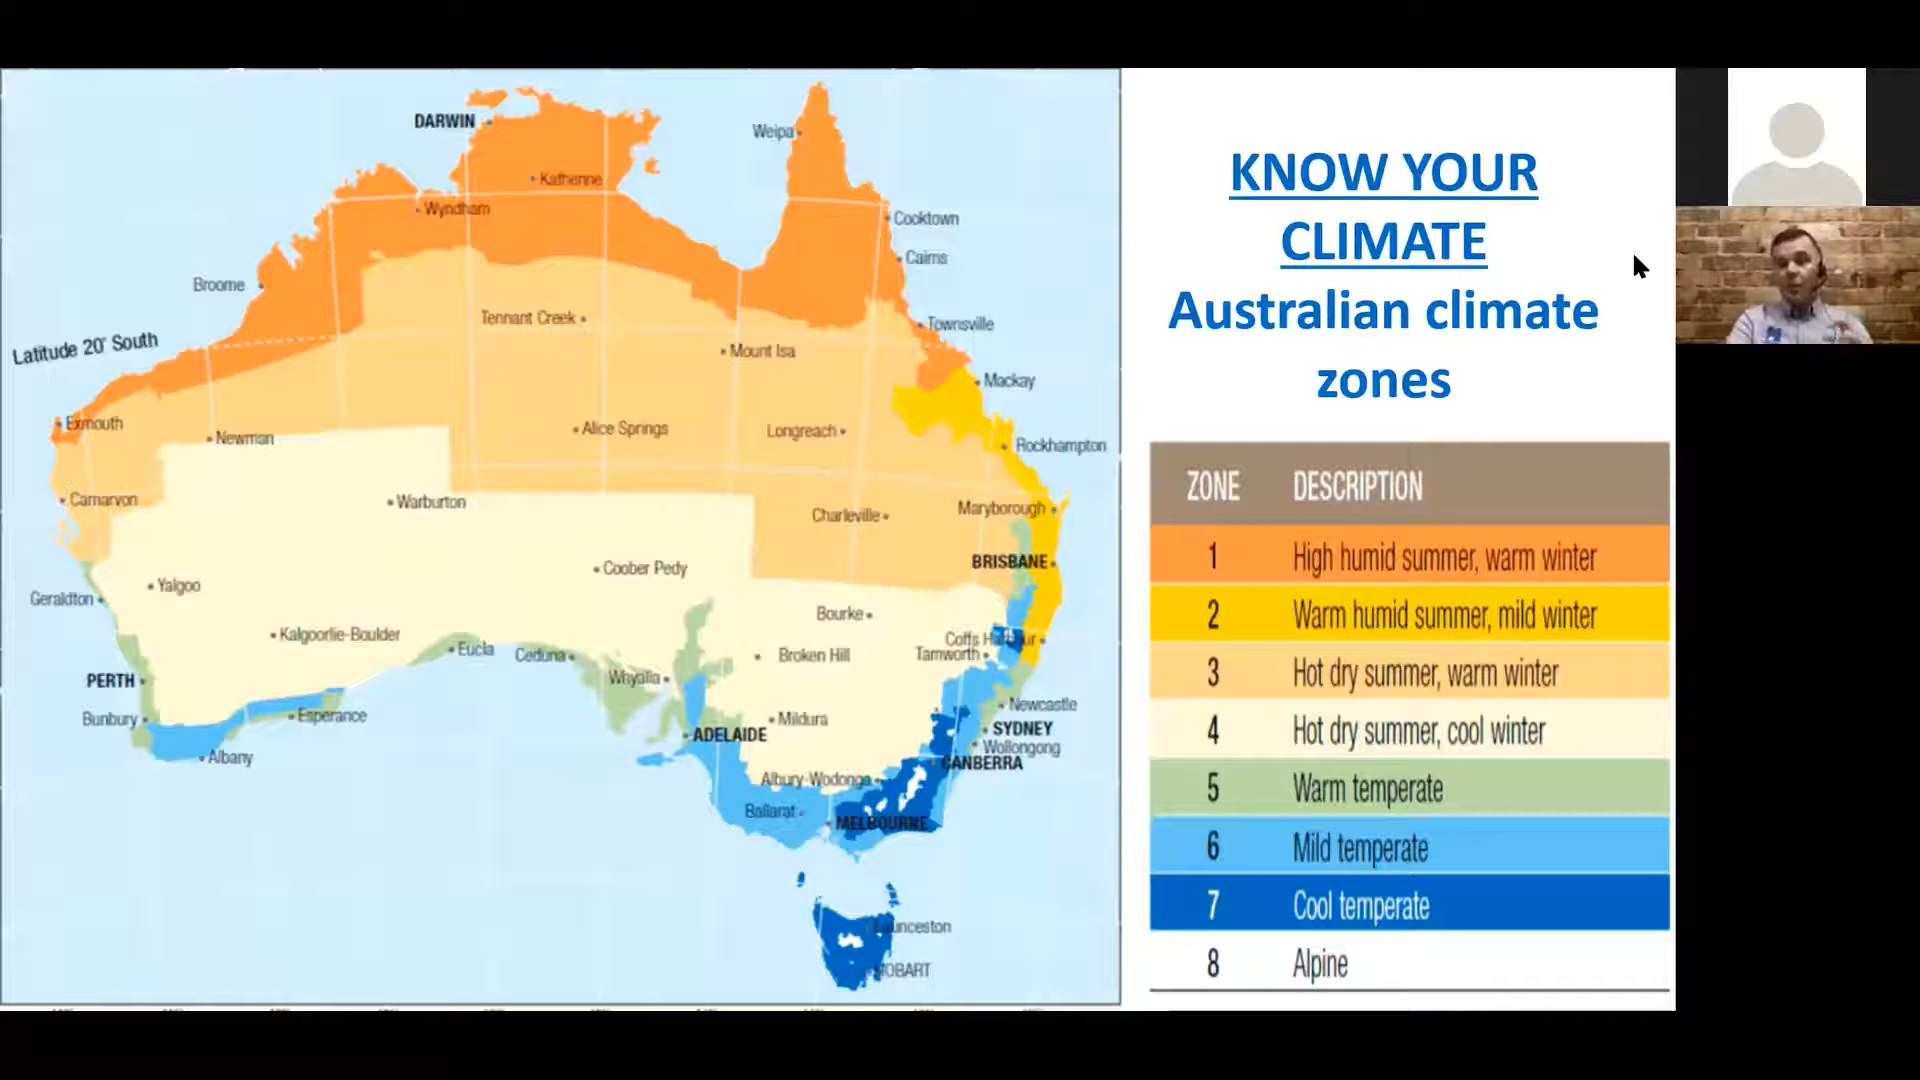 DARWIN
Weipa
Katherine
Wyndham
Cooktown
Cairns
Broome
Tennant Creek
Townsville
Latitude 20° South
Mount Isa
Mackay
Exmouth
Newman
Alice Springs
Longreach
Rockhampton
Carnarvon
Warburton
Charleville
Maryborough
BRISBANE
Coober Pedy
Yalgoo
Geraldton
Bourke
Kalgoorlie-Boulder
Coffs Harbour
Eucla
Ceduna
Broken Hill
Tamworth
PERTH
Whyalla
Newcastle
Bunbury
Esperance
Mildura
SYDNEY
ADELAIDE
Wollongong
Albany
CANBERRA
Albury-Wodonga
Ballarat
MELBOURNE
Launceston
HOBART
KNOW YOUR
CLIMATE
Australian climate
zones
ZONE DESCRIPTION
1 High humid summer, warm winter
2 Warm humid summer, mild winter
3 Hot dry summer, warm winter
4 Hot dry summer, cool winter
5 Warm temperate
6 Mild temperate
7 Cool temperate
8 Alpine